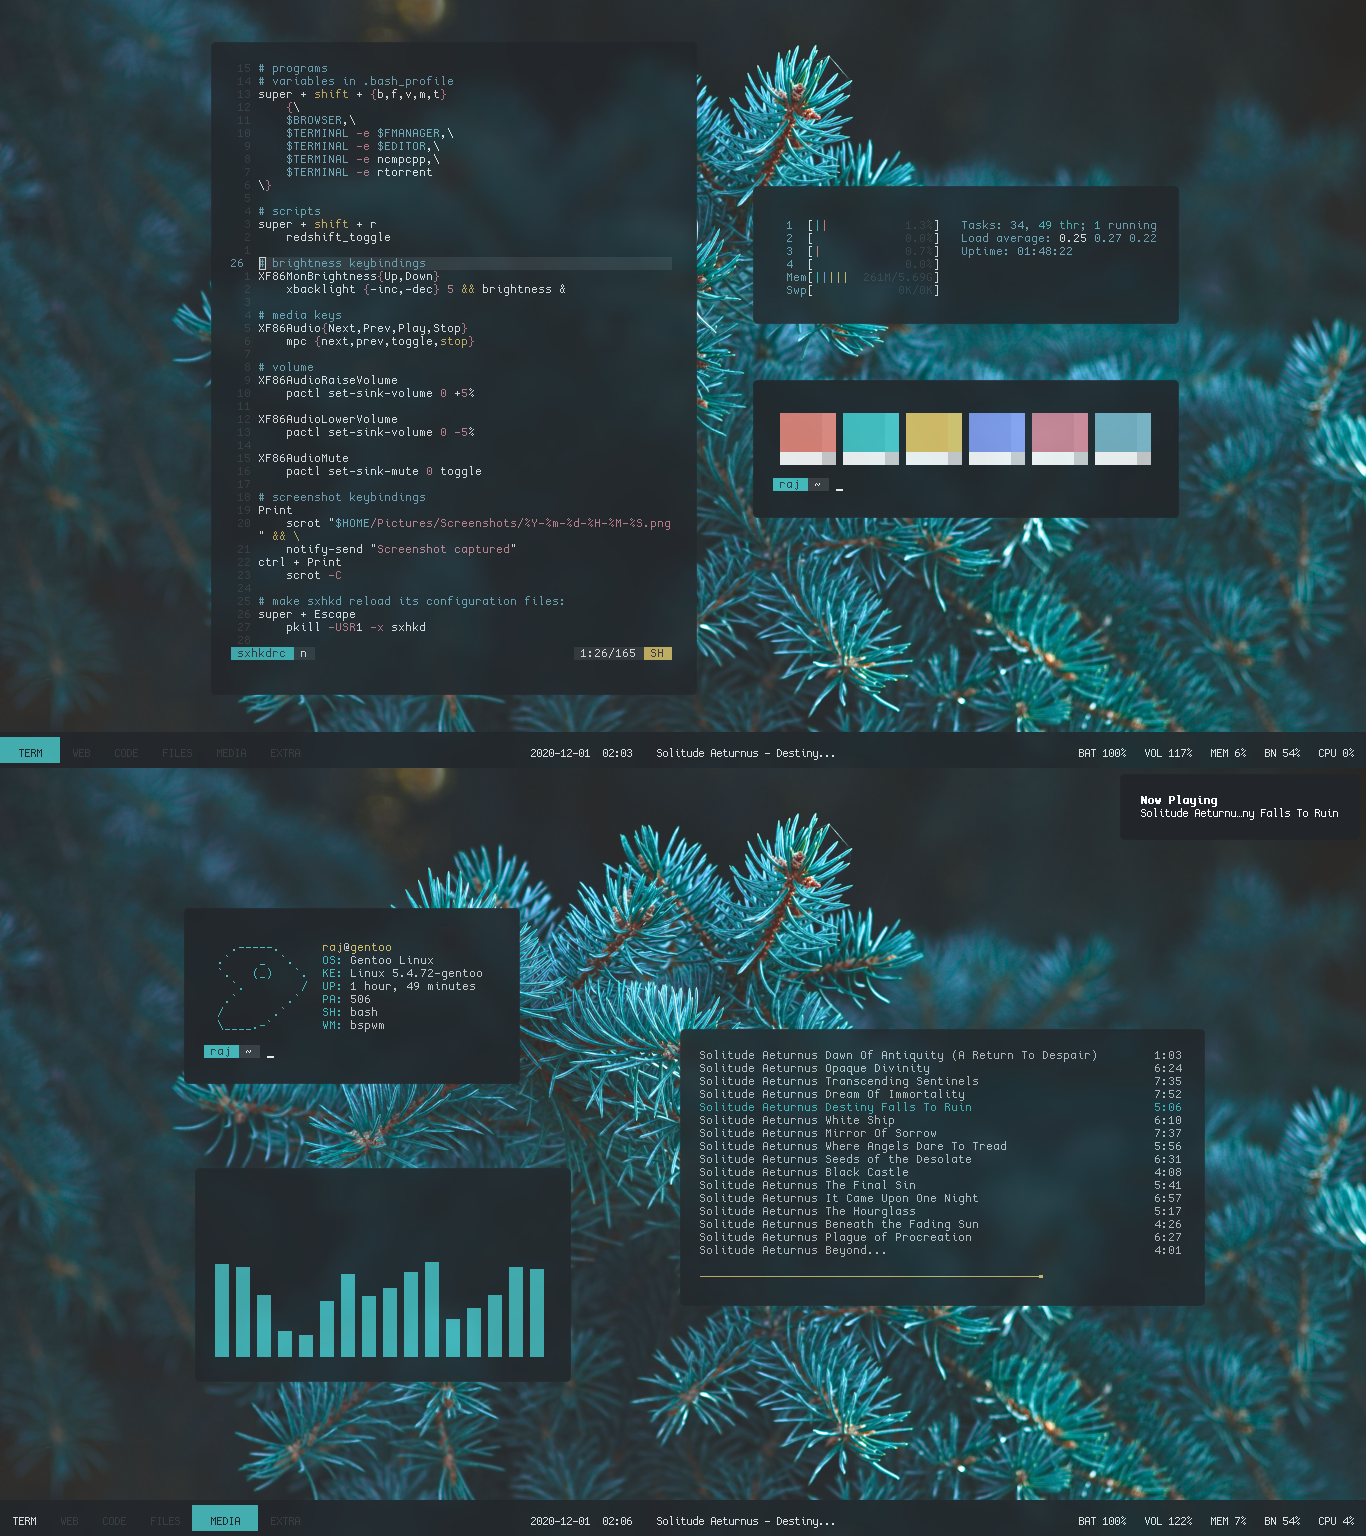 15 # programs
14 # variables in .bash_profile
13 super + shift + {b,f,v,m,t}
12     {\
11     $BROWSER,\
10     $TERMINAL -e $FMANAGER,\
9     $TERMINAL -e $EDITOR,\
8     $TERMINAL -e ncmpcpp,\
7     $TERMINAL -e rtorrent
6 \}
5
4 # scripts
3 super + shift + r
2     redshift_toggle
1
26 # brightness keybindings
1 XF86MonBrightness{Up,Down}
2     xbacklight {-inc,-dec} 5 && brightness &
3
4 # media keys
5 XF86Audio{Next,Prev,Play,Stop}
6     mpc {next,prev,toggle,stop}
7
8 # volume
9 XF86AudioRaiseVolume
10     pactl set-sink-volume 0 +5%
11
12 XF86AudioLowerVolume
13     pactl set-sink-volume 0 -5%
14
15 XF86AudioMute
16     pactl set-sink-mute 0 toggle
17
18 # screenshot keybindings
19 Print
20     scrot "$HOME/Pictures/Screenshots/%Y-%m-%d-%H-%M-%S.png
" && \
21     notify-send "Screenshot captured"
22 ctrl + Print
23     scrot -C
24
25 # make sxhkd reload its configuration files:
26 super + Escape
27     pkill -USR1 -x sxhkd
28
sxhkdrc n 1:26/165 SH
1 [|| 1.3%] Tasks: 34, 49 thr; 1 running
2 [ 0.0%] Load average: 0.25 0.27 0.22
3 [| 0.7%] Uptime: 01:48:22
4 [ 0.0%]
Mem[||||| 261M/5.69G]
Swp[ 0K/0K]
raj ~ _
TERM WEB CODE FILES MEDIA EXTRA 2020-12-01 02:03 Solitude Aeturnus - Destiny... BAT 100% VOL 117% MEM 6% BN 54% CPU 0%
Now Playing
Solitude Aeturnu…ny Falls To Ruin
raj@gentoo
OS: Gentoo Linux
KE: Linux 5.4.72-gentoo
UP: 1 hour, 49 minutes
PA: 506
SH: bash
WM: bspwm
raj ~ _
Solitude Aeturnus Dawn Of Antiquity (A Return To Despair) 1:03
Solitude Aeturnus Opaque Divinity 6:24
Solitude Aeturnus Transcending Sentinels 7:35
Solitude Aeturnus Dream Of Immortality 7:52
Solitude Aeturnus Destiny Falls To Ruin 5:06
Solitude Aeturnus White Ship 6:10
Solitude Aeturnus Mirror Of Sorrow 7:37
Solitude Aeturnus Where Angels Dare To Tread 5:56
Solitude Aeturnus Seeds of the Desolate 6:31
Solitude Aeturnus Black Castle 4:08
Solitude Aeturnus The Final Sin 5:41
Solitude Aeturnus It Came Upon One Night 6:57
Solitude Aeturnus The Hourglass 5:17
Solitude Aeturnus Beneath the Fading Sun 4:26
Solitude Aeturnus Plague of Procreation 6:27
Solitude Aeturnus Beyond... 4:01
TERM WEB CODE FILES MEDIA EXTRA 2020-12-01 02:06 Solitude Aeturnus - Destiny... BAT 100% VOL 122% MEM 7% BN 54% CPU 4%